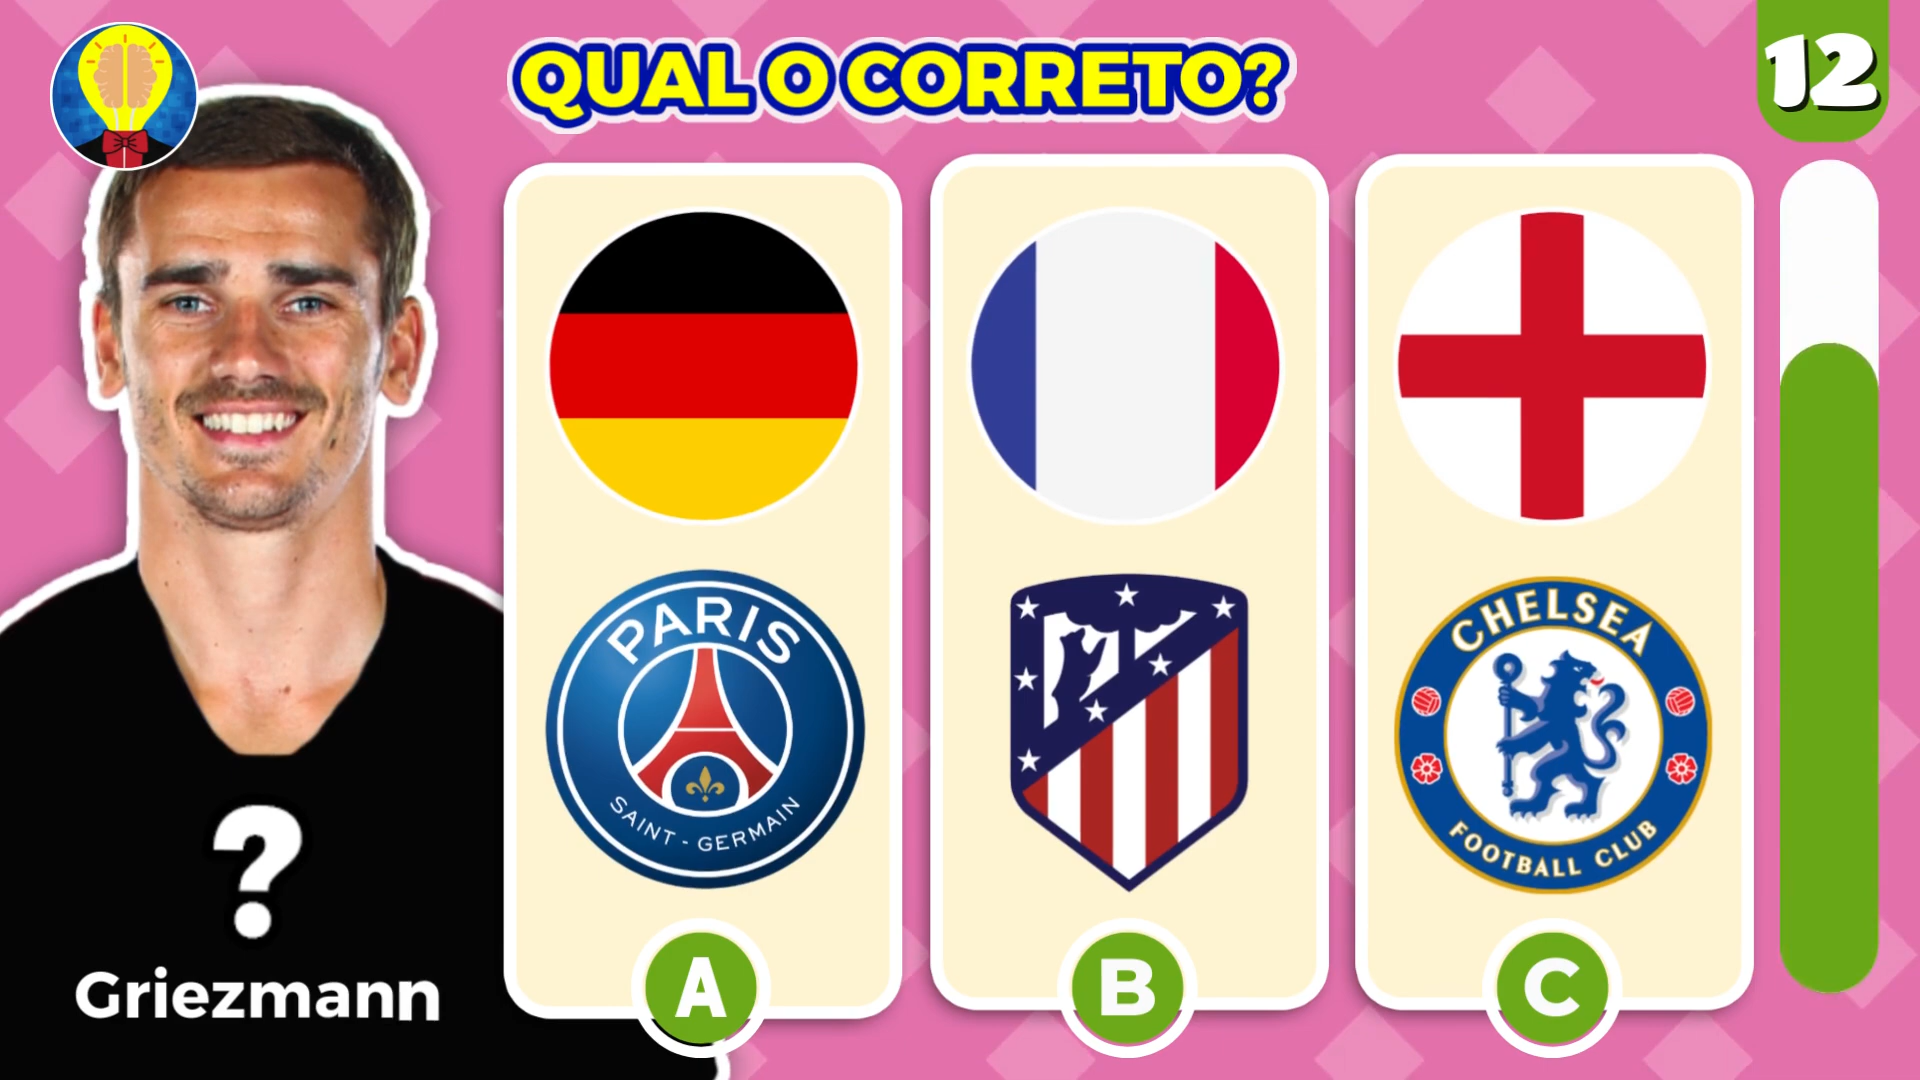 QUAL O CORRETO?
12
PARIS
SAINT - GERMAIN
CHELSEA
FOOTBALL CLUB
?
Griezmann
A
B
C